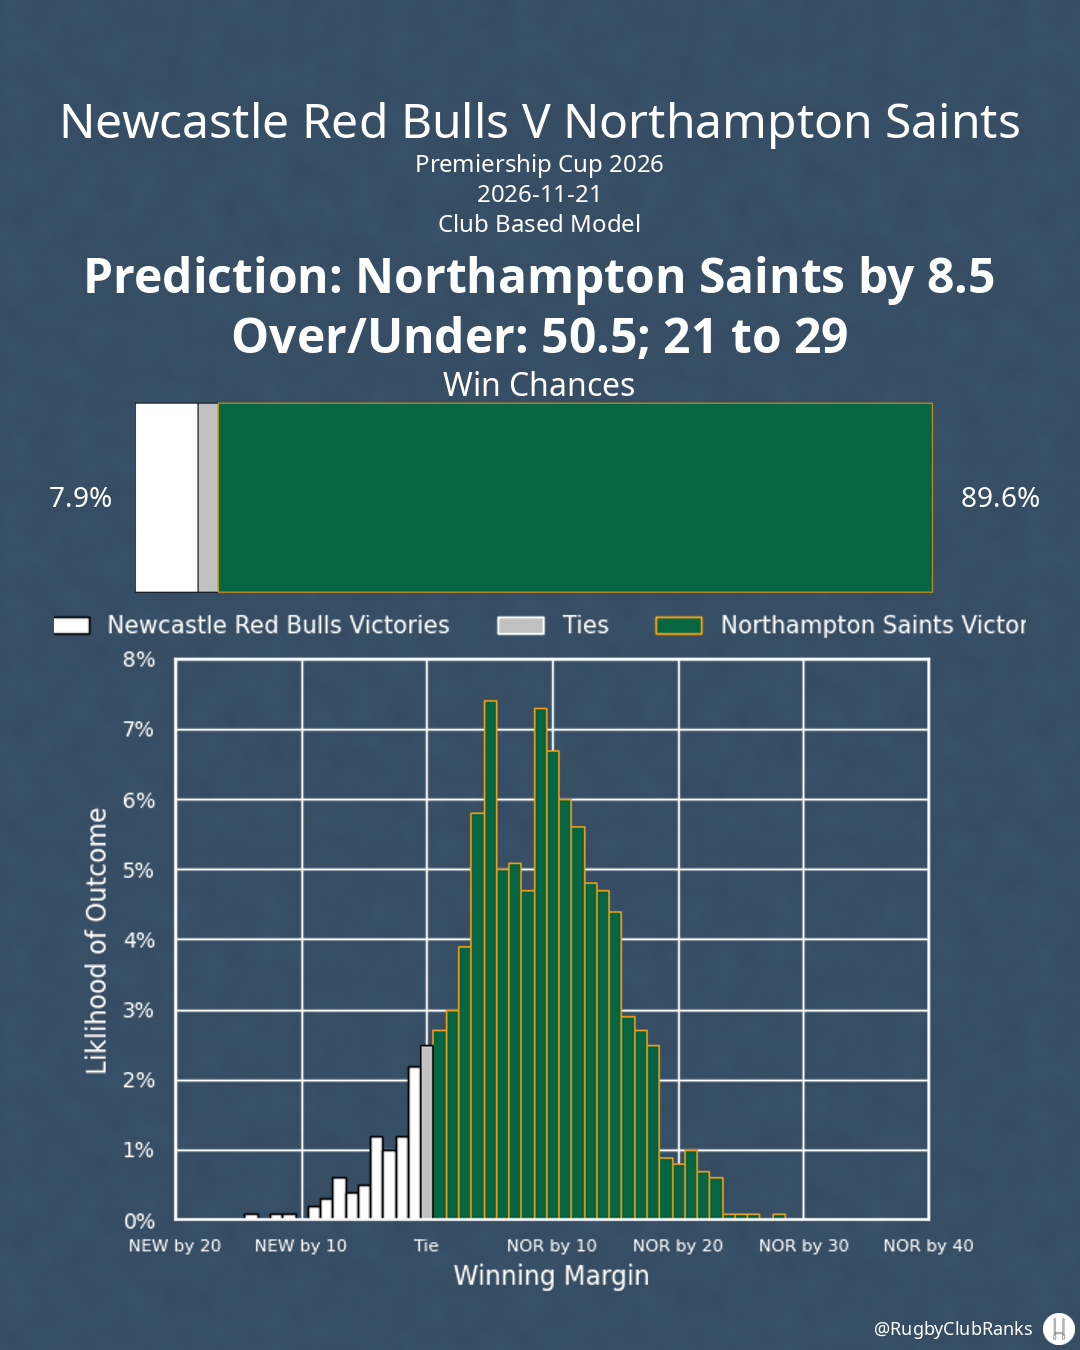 Newcastle Red Bulls V Northampton Saints
Premiership Cup 2026
2026-11-21
Club Based Model
Prediction: Northampton Saints by 8.5
Over/Under: 50.5; 21 to 29
Win Chances
7.9%
89.6%
Newcastle Red Bulls Victories
Ties
Northampton Saints Victor
8%
7%
6%
5%
4%
3%
2%
1%
0%
Liklihood of Outcome
NEW by 20
NEW by 10
Tie
NOR by 10
NOR by 20
NOR by 30
NOR by 40
Winning Margin
@RugbyClubRanks